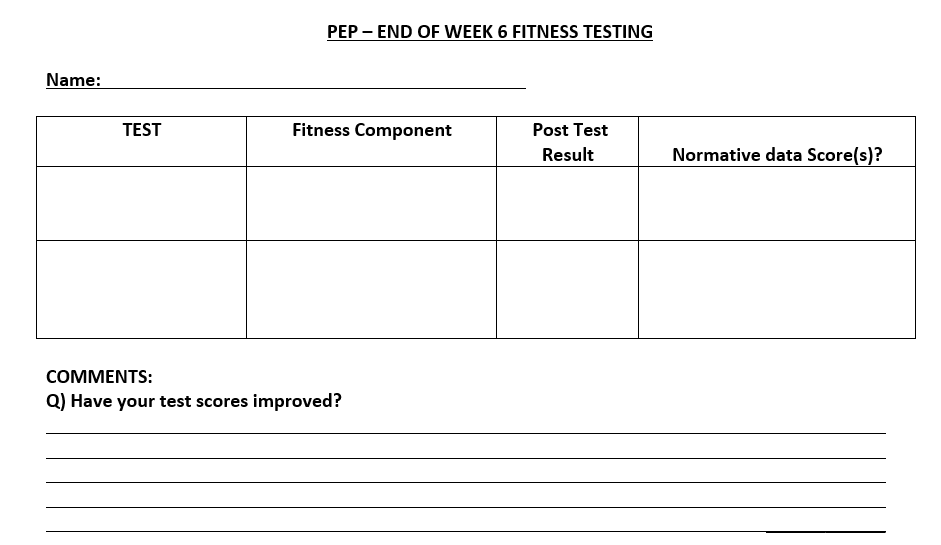 PEP – END OF WEEK 6 FITNESS TESTING
Name:
TEST
Fitness Component
Post Test
Result
Normative data Score(s)?
COMMENTS:
Q) Have your test scores improved?